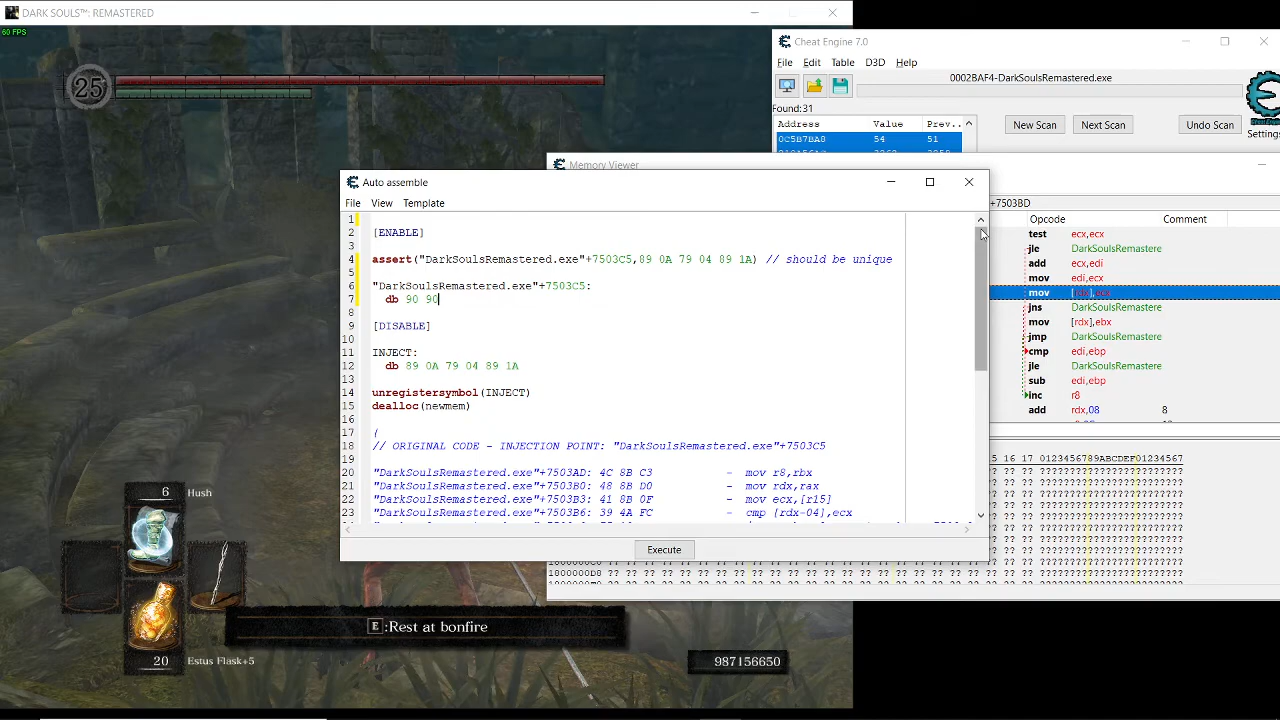 DARK SOULS™: REMASTERED
60 FPS
25
Cheat Engine 7.0
File Edit Table D3D Help
0002BAF4-DarkSoulsRemastered.exe
Found:31
Address Value Prev..
New Scan Next Scan Undo Scan
Settings
0C5B7BA8 54 51
Memory Viewer
Auto assemble
File View Template
1
2 [ENABLE]
3
4 assert("DarkSoulsRemastered.exe"+7503C5,89 0A 79 04 89 1A) // should be unique
5
6 "DarkSoulsRemastered.exe"+7503C5:
7 db 90 90
8
9 [DISABLE]
10
11 INJECT:
12 db 89 0A 79 04 89 1A
13
14 unregistersymbol(INJECT)
15 dealloc(newmem)
16
17 {
18 // ORIGINAL CODE - INJECTION POINT: "DarkSoulsRemastered.exe"+7503C5
19
20 "DarkSoulsRemastered.exe"+7503AD: 4C 8B C3 - mov r8,rbx
21 "DarkSoulsRemastered.exe"+7503B0: 48 8B D0 - mov rdx,rax
22 "DarkSoulsRemastered.exe"+7503B3: 41 8B 0F - mov ecx,[r15]
23 "DarkSoulsRemastered.exe"+7503B6: 39 4A FC - cmp [rdx-04],ecx
Execute
+7503BD
Opcode Comment
test ecx,ecx
jle DarkSoulsRemastere
add ecx,edi
mov edi,ecx
mov [rdx],ecx
jns DarkSoulsRemastere
mov [rdx],ebx
jmp DarkSoulsRemastere
cmp edi,ebp
jle DarkSoulsRemastere
sub edi,ebp
inc r8
add rdx,08 8
5 16 17 0123456789ABCDEF01234567
6 Hush
E:Rest at bonfire
20 Estus Flask+5
987156650